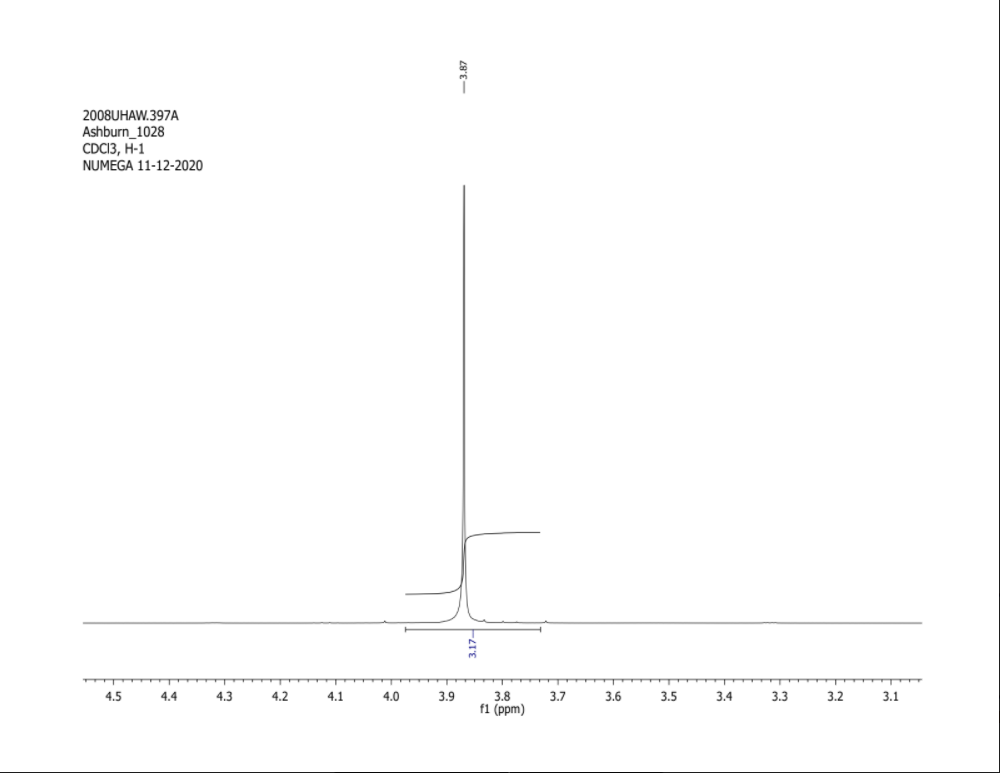 3.87
2008UHAW.397A
Ashburn_1028
CDCl3, H-1
NUMEGA 11-12-2020
3.17
4.5 4.4 4.3 4.2 4.1 4.0 3.9 3.8 3.7 3.6 3.5 3.4 3.3 3.2 3.1
f1 (ppm)